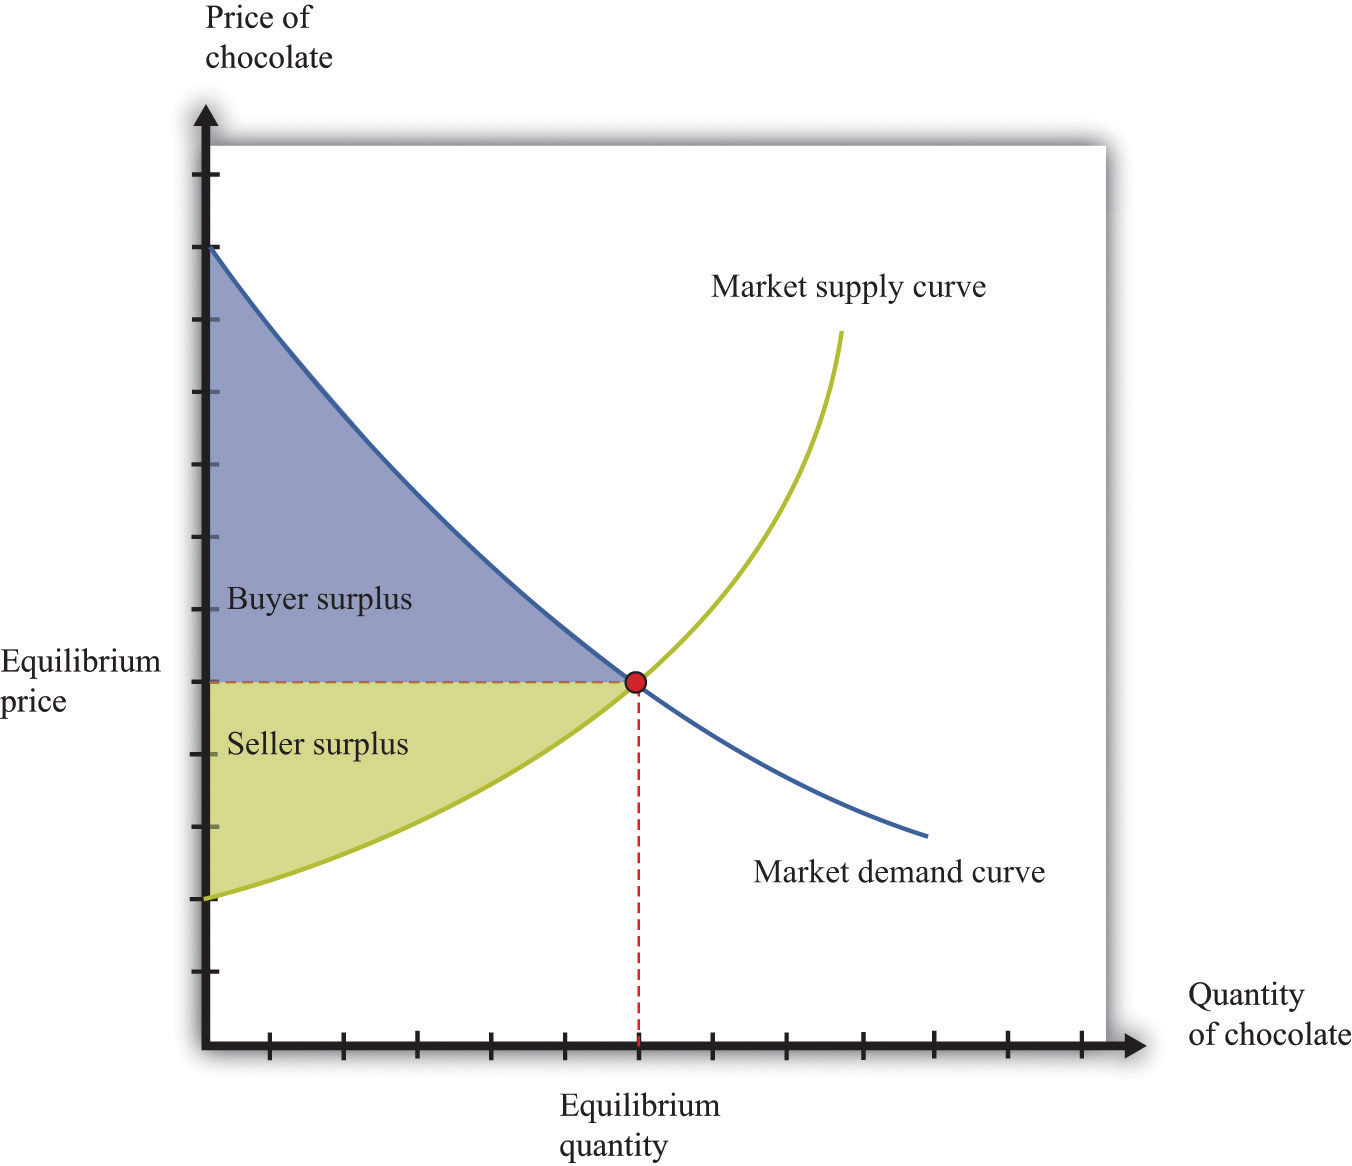 Price of
chocolate
Market supply curve
Buyer surplus
Equilibrium
price
Seller surplus
Market demand curve
Quantity
of chocolate
Equilibrium
quantity